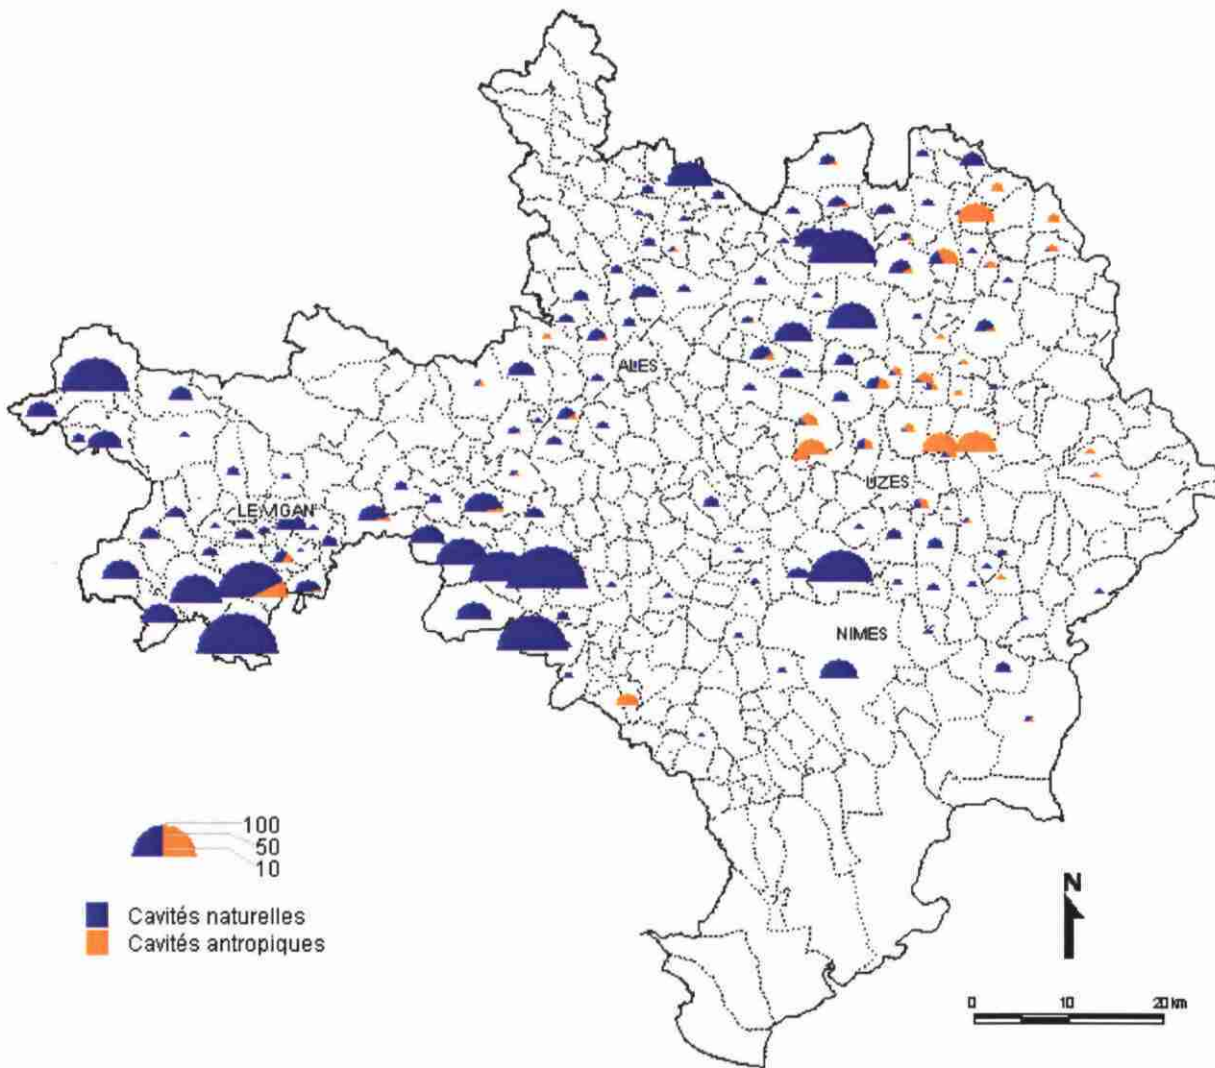 ALES
UZES
LE VIGAN
NIMES
100
50
10
Cavités naturelles
Cavités antropiques
N
0 10 20 km